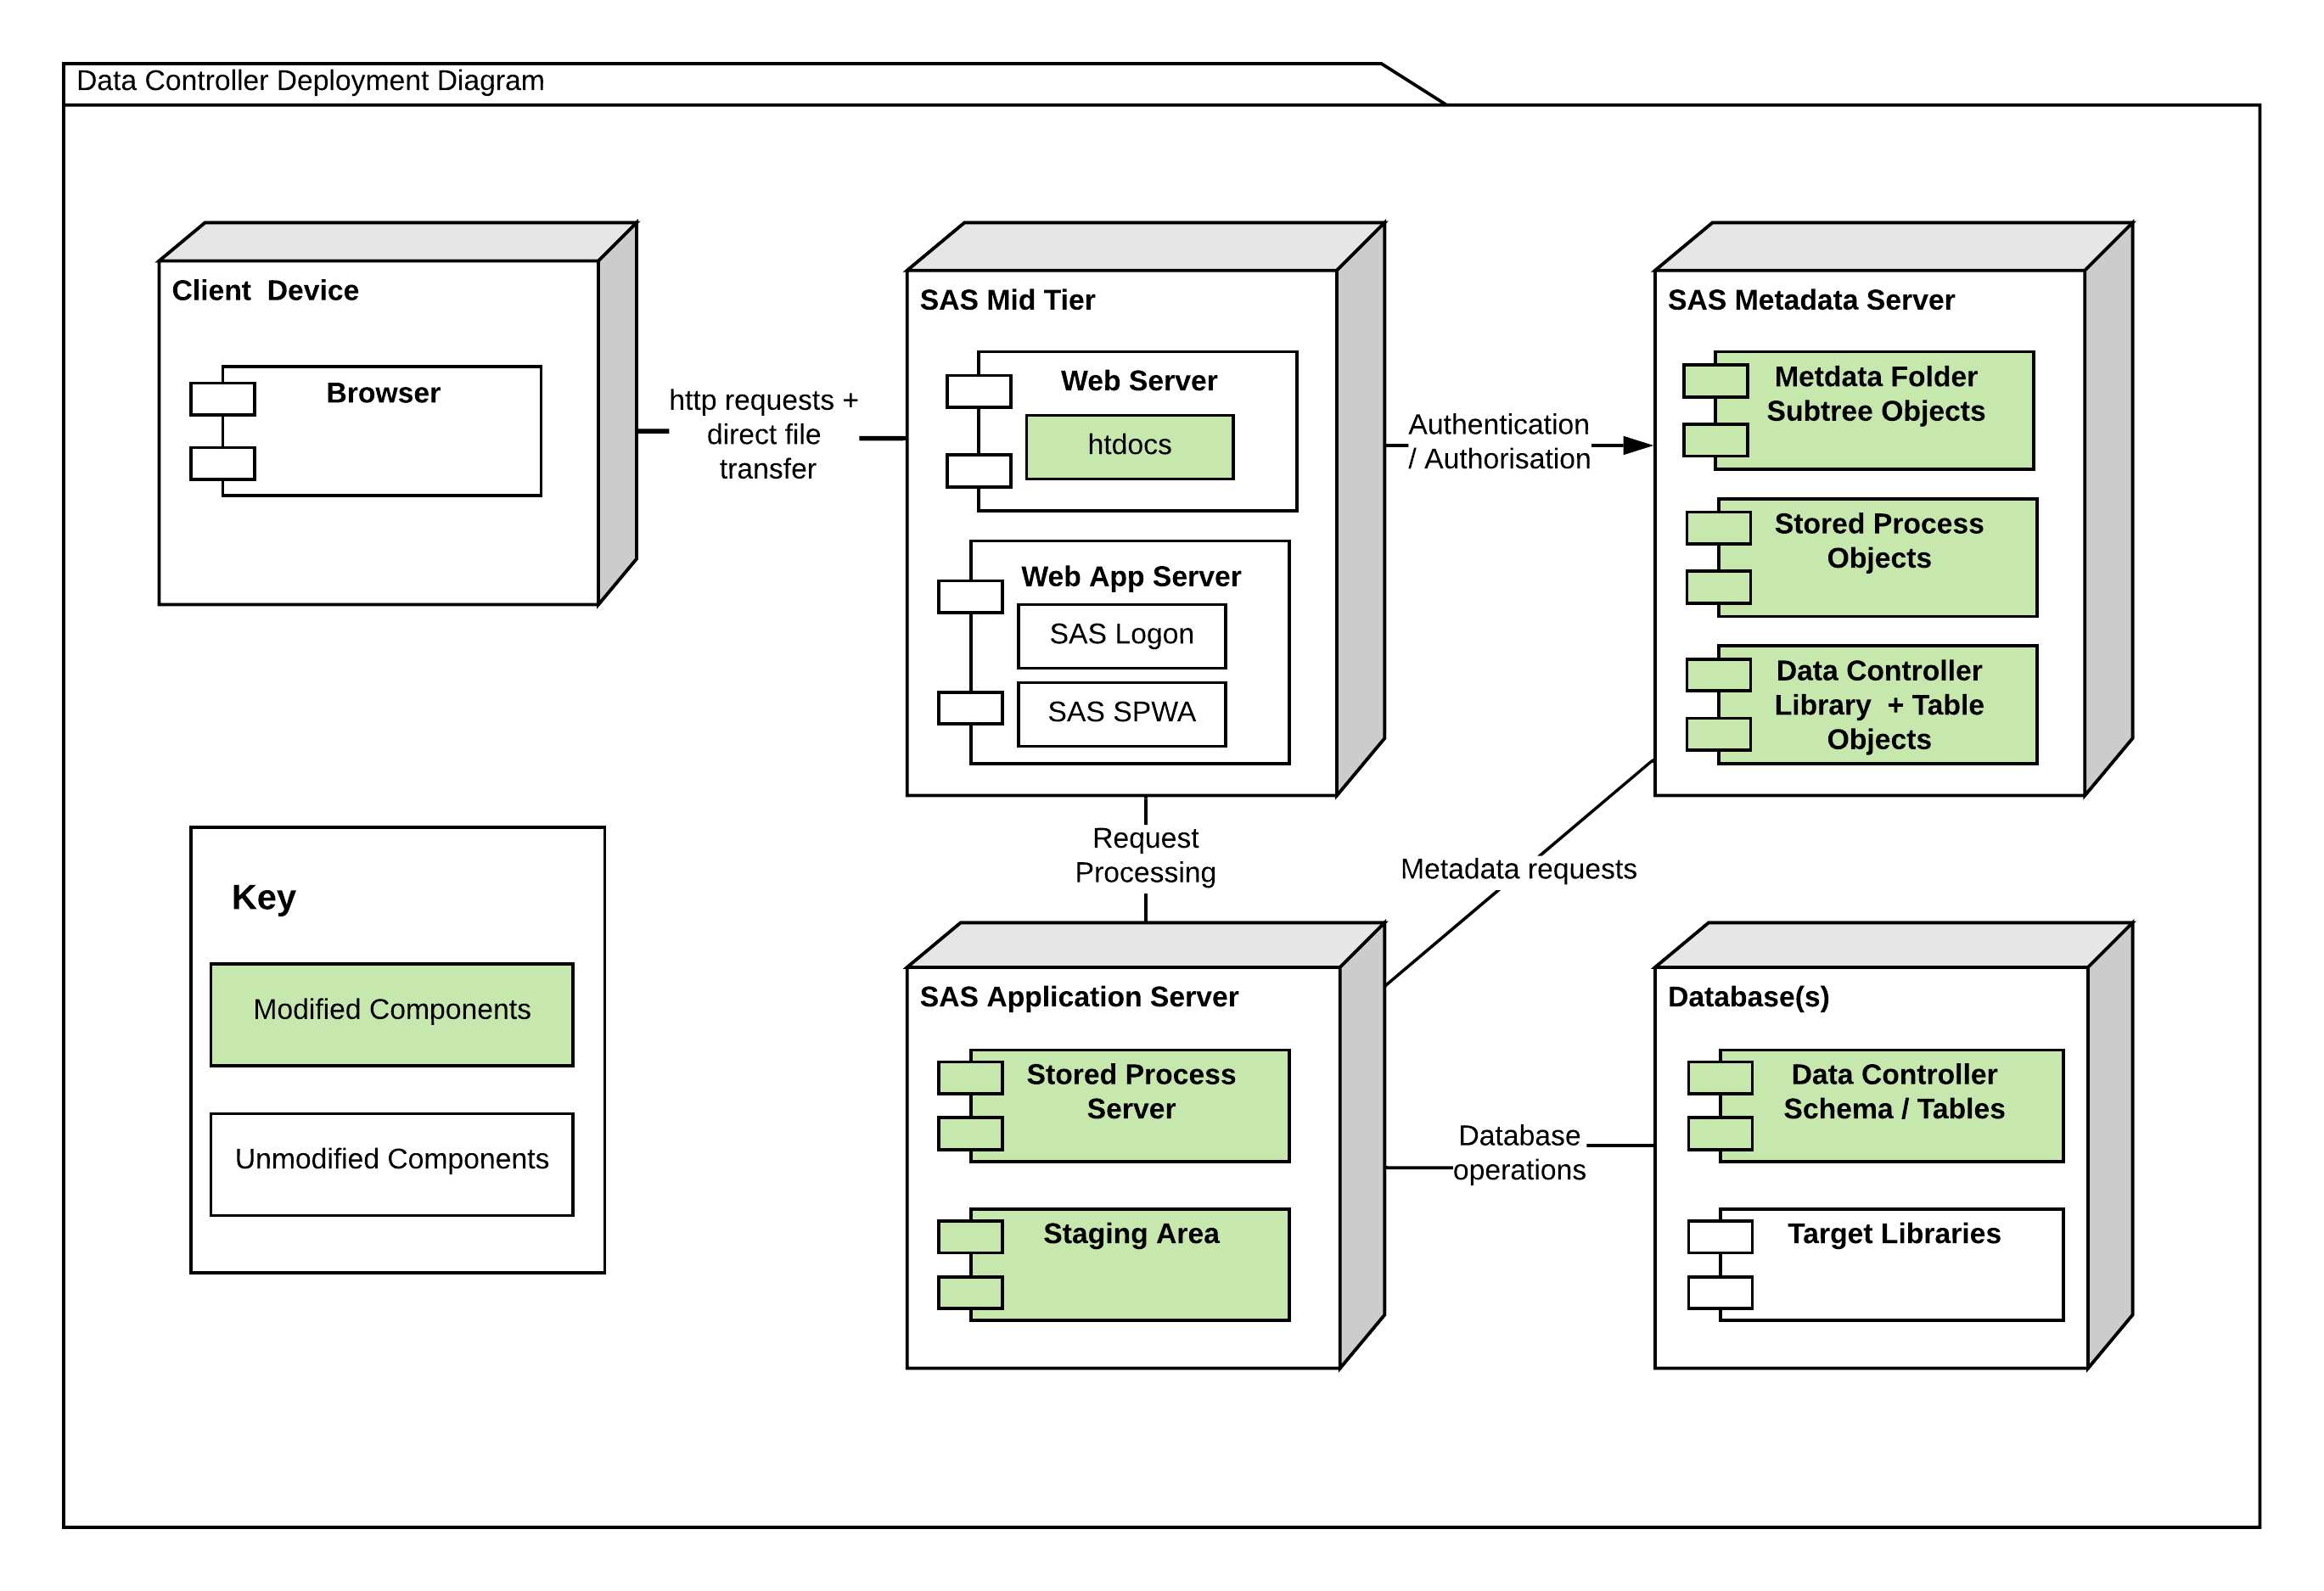 Data Controller Deployment Diagram
Client  Device
Browser
http requests +
direct file
transfer
SAS Mid Tier
Web Server
htdocs
Web App Server
SAS Logon
SAS SPWA
Authentication
/ Authorisation
SAS Metadata Server
Metdata Folder
Subtree Objects
Stored Process
Objects
Data Controller
Library  + Table
Objects
Request
Processing
Metadata requests
Key
Modified Components
Unmodified Components
SAS Application Server
Stored Process
Server
Staging Area
Database
operations
Database(s)
Data Controller
Schema / Tables
Target Libraries